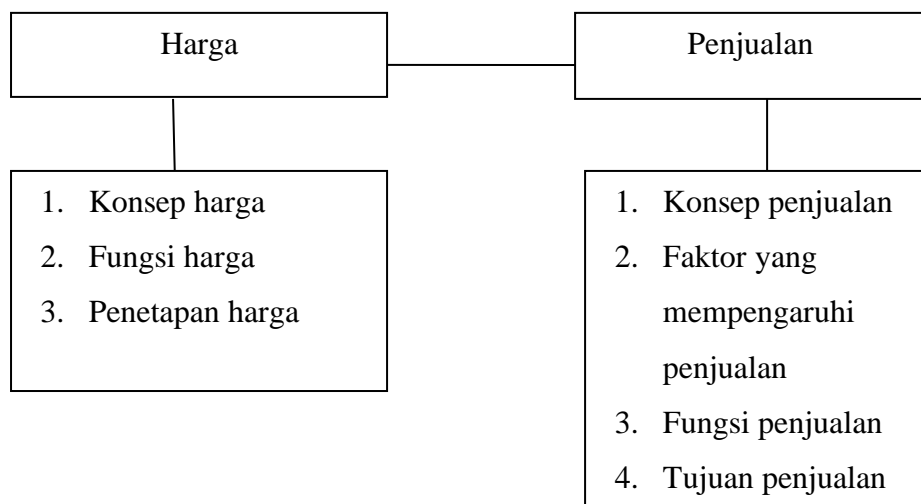 Harga
Penjualan
1. Konsep harga
2. Fungsi harga
3. Penetapan harga
1. Konsep penjualan
2. Faktor yang
mempengaruhi
penjualan
3. Fungsi penjualan
4. Tujuan penjualan